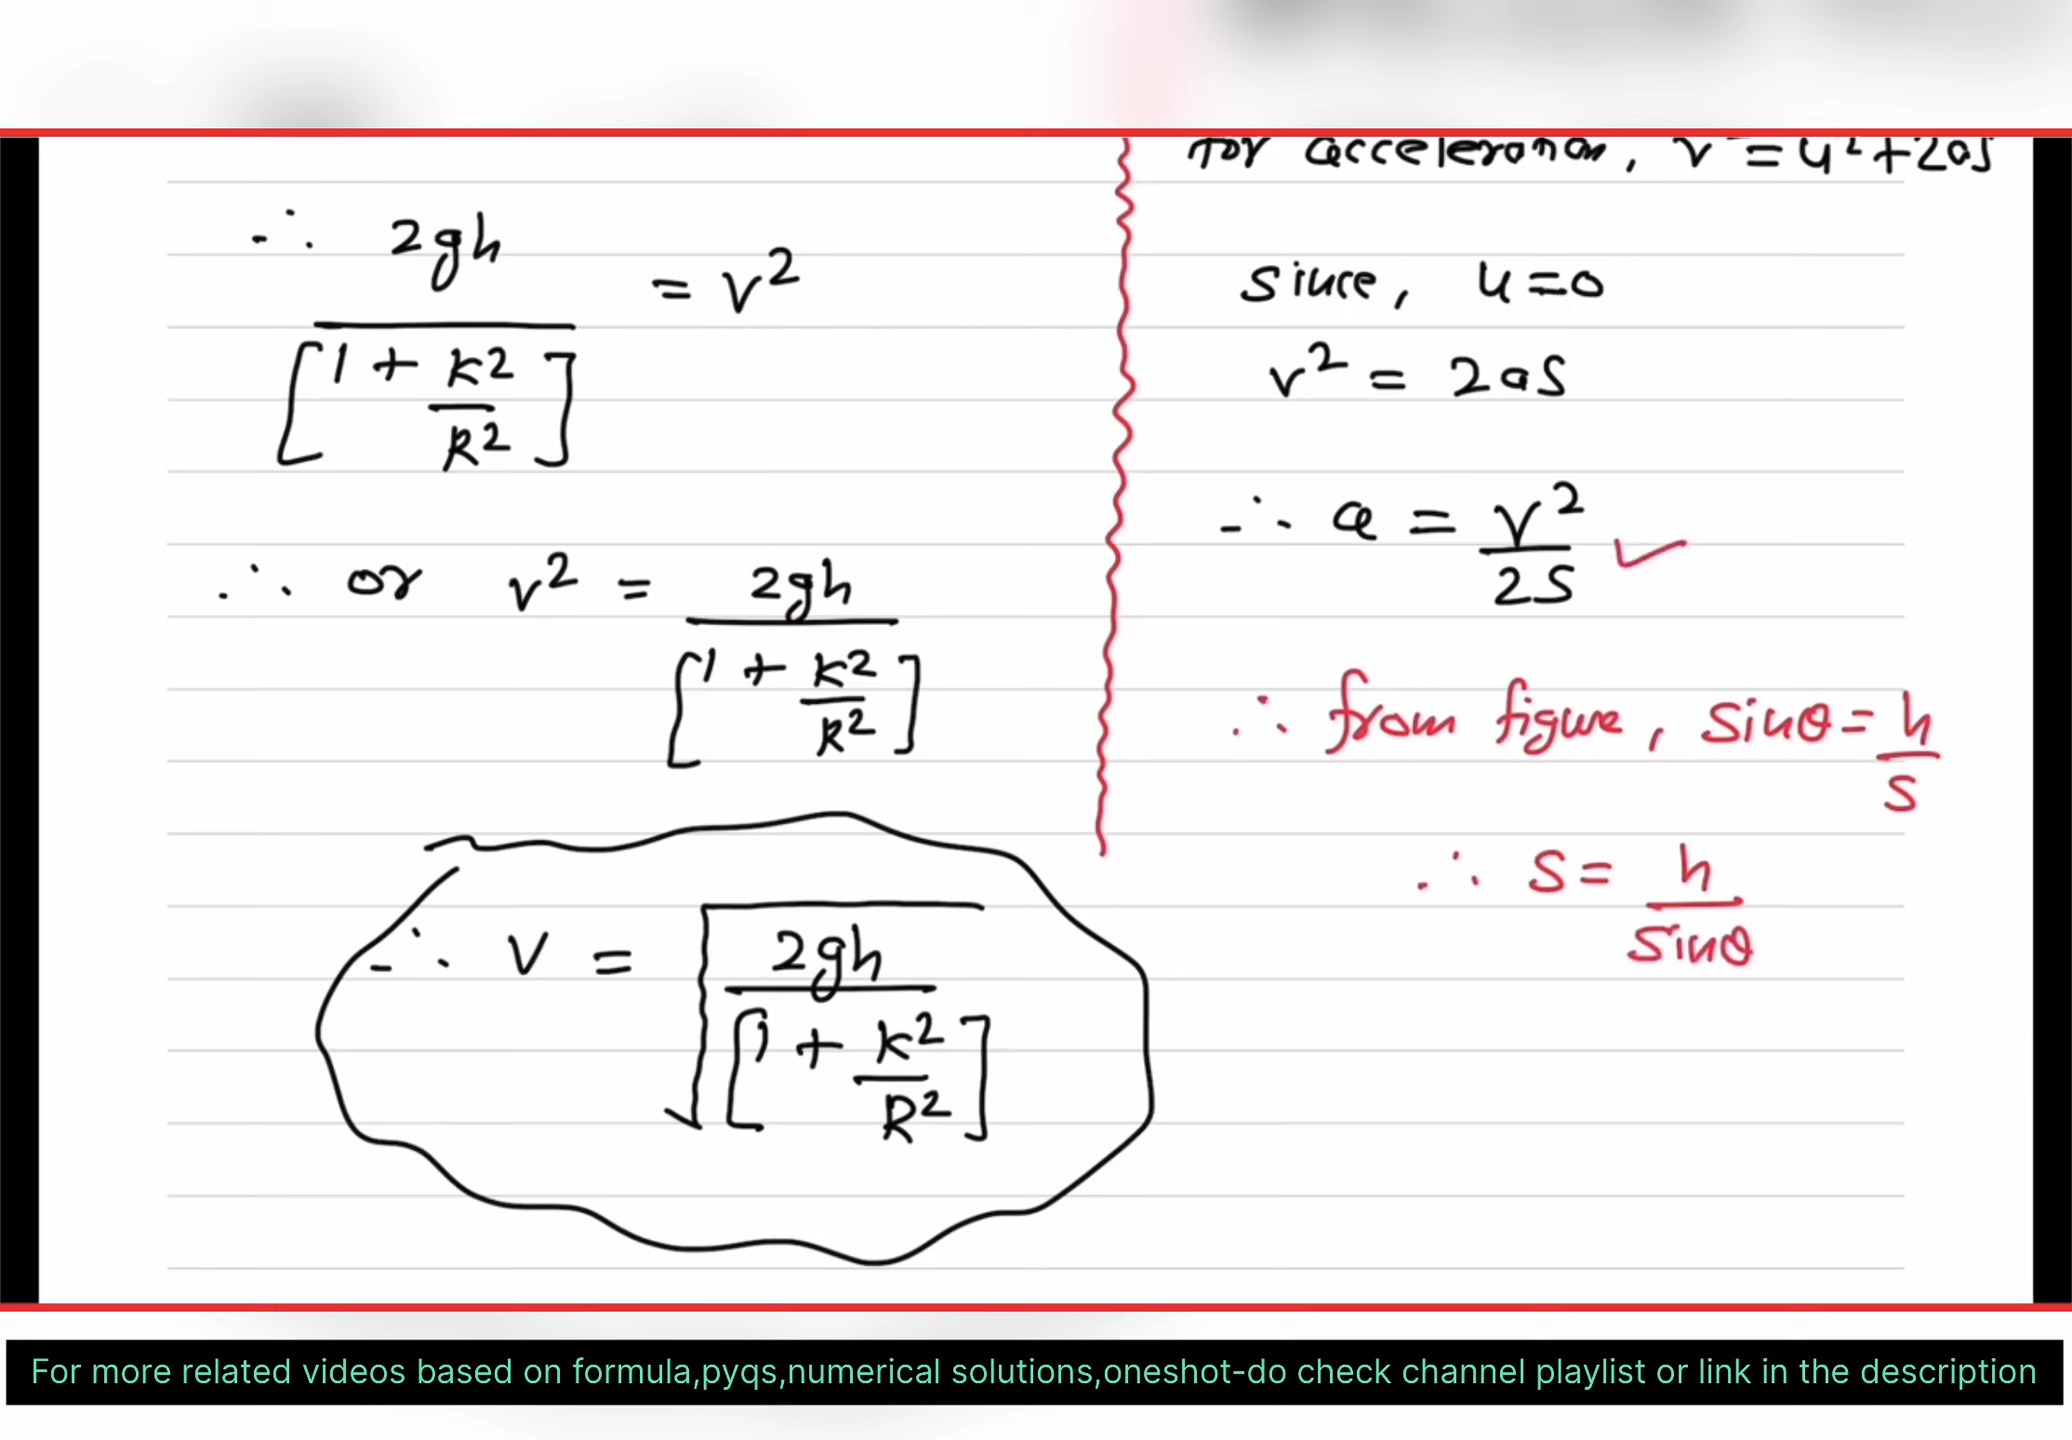 ∴ 2gh / [1 + K²/R²] = v²
∴ or v² = 2gh / [1 + K²/R²]
∴ v = √(2gh / [1 + K²/R²])
for acceleration, v² = u² + 2as
since, u = 0
v² = 2as
∴ a = v²/2s ✓
∴ from figure, sinθ = h/s
∴ s = h/sinθ
For more related videos based on formula,pyqs,numerical solutions,oneshot-do check channel playlist or link in the description